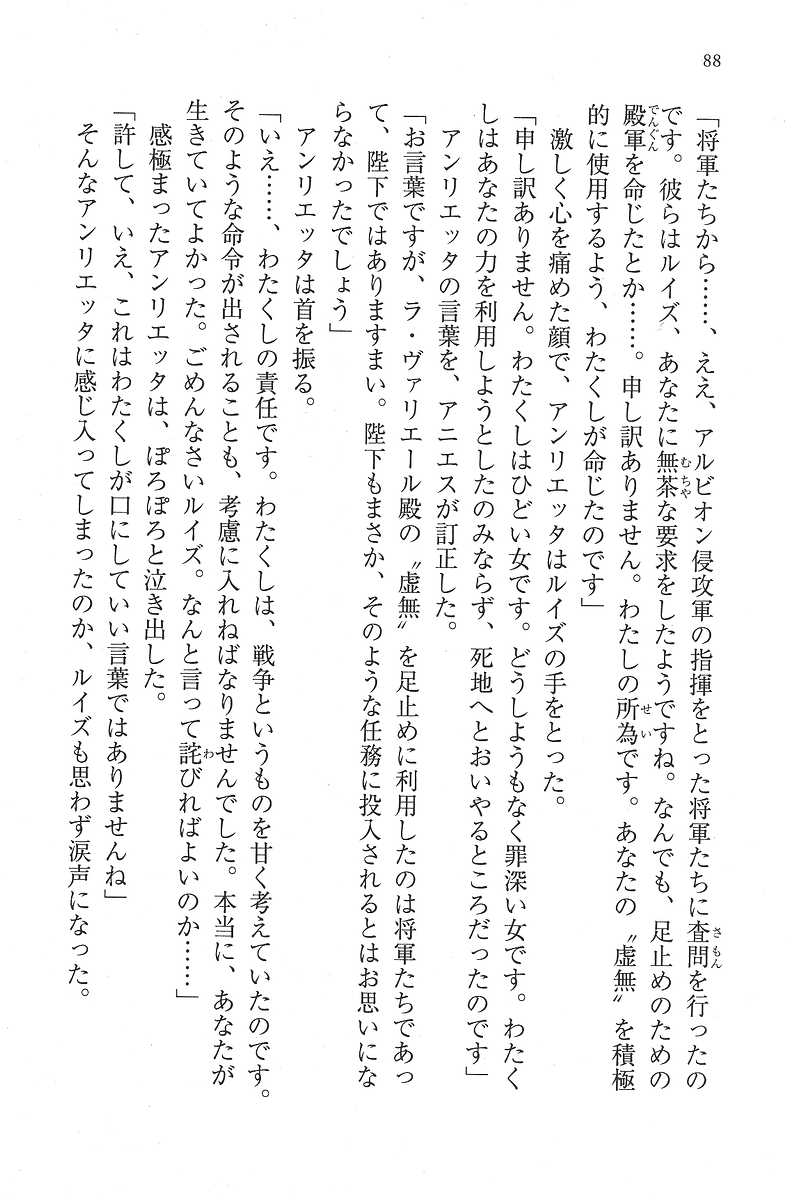 88
「将軍たちから……、ええ、アルビオン侵攻軍の指揮をとった将軍たちに査問を行ったの
です。彼らはルイズ、あなたに無茶な要求をしたようですね。なんでも、足止めのための
殿軍を命じたとか……。申し訳ありません。わたしの所為です。あなたの〝虚無〟を積極
的に使用するよう、わたくしが命じたのです」
　激しく心を痛めた顔で、アンリエッタはルイズの手をとった。
「申し訳ありません。わたくしはひどい女です。どうしようもなく罪深い女です。わたく
しはあなたの力を利用しようとしたのみならず、死地へとおいやるところだったのです」
　アンリエッタの言葉を、アニエスが訂正した。
「お言葉ですが、ラ・ヴァリエール殿の〝虚無〟を足止めに利用したのは将軍たちであっ
て、陛下ではありますまい。陛下もまさか、そのような任務に投入されるとはお思いにな
らなかったでしょう」
　アンリエッタは首を振る。
「いえ……、わたくしの責任です。わたくしは、戦争というものを甘く考えていたのです。
そのような命令が出されることも、考慮に入れねばなりませんでした。本当に、あなたが
生きていてよかった。ごめんなさいルイズ。なんと言って詫びればよいのか……」
　感極まったアンリエッタは、ぽろぽろと泣き出した。
「許して、いえ、これはわたくしが口にしていい言葉ではありませんね」
　そんなアンリエッタに感じ入ってしまったのか、ルイズも思わず涙声になった。